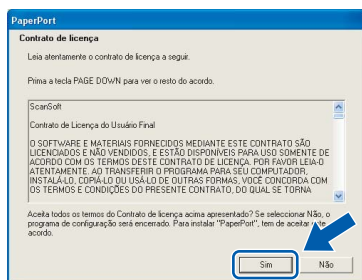 PaperPort
Contrato de licença
Leia atentamente o contrato de licença a seguir.
Prima a tecla PAGE DOWN para ver o resto do acordo.
ScanSoft
Contrato de Licença do Usuário Final
O SOFTWARE E MATERIAIS FORNECIDOS MEDIANTE ESTE CONTRATO SÃO
LICENCIADOS E NÃO VENDIDOS, E ESTÃO DISPONÍVEIS PARA USO SOMENTE DE
ACORDO COM OS TERMOS DESTE CONTRATO DE LICENÇA. POR FAVOR LEIA-O
ATENTAMENTE. AO TRANSFERIR O PROGRAMA PARA SEU COMPUTADOR,
INSTALÁ-LO, COPIÁ-LO OU USÁ-LO DE OUTRAS FORMAS, VOCÊ CONCORDA COM
OS TERMOS E CONDIÇÕES DO PRESENTE CONTRATO, DO QUAL SE TORNA
Aceita todos os termos do Contrato de licença acima apresentado? Se seleccionar Não, o
programa de configuração será encerrado. Para instalar "PaperPort", tem de aceitar
acordo.
Sim
Não